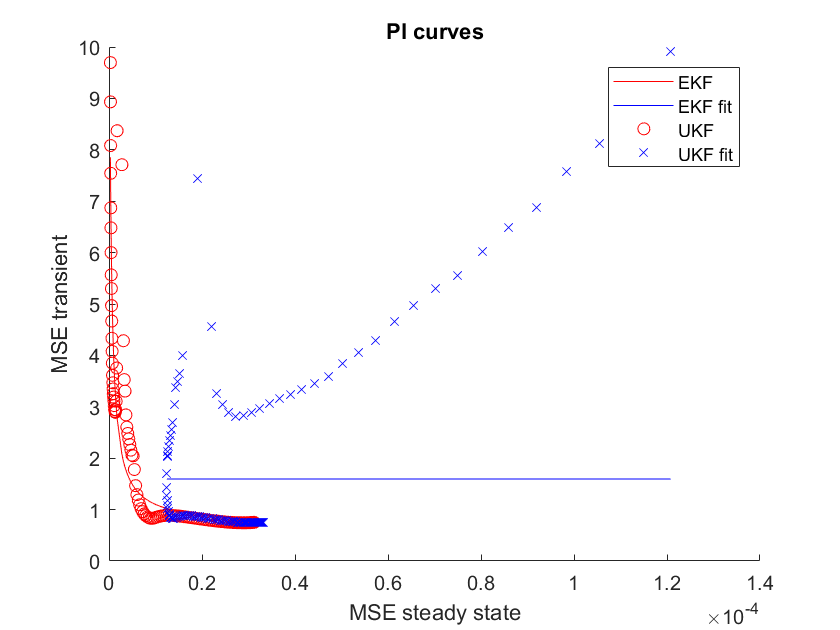 PI curves
EKF
EKF fit
UKF
UKF fit
MSE transient
10
9
8
7
6
5
4
3
2
1
0
0 0.2 0.4 0.6 0.8 1 1.2 1.4
MSE steady state
×10⁻⁴